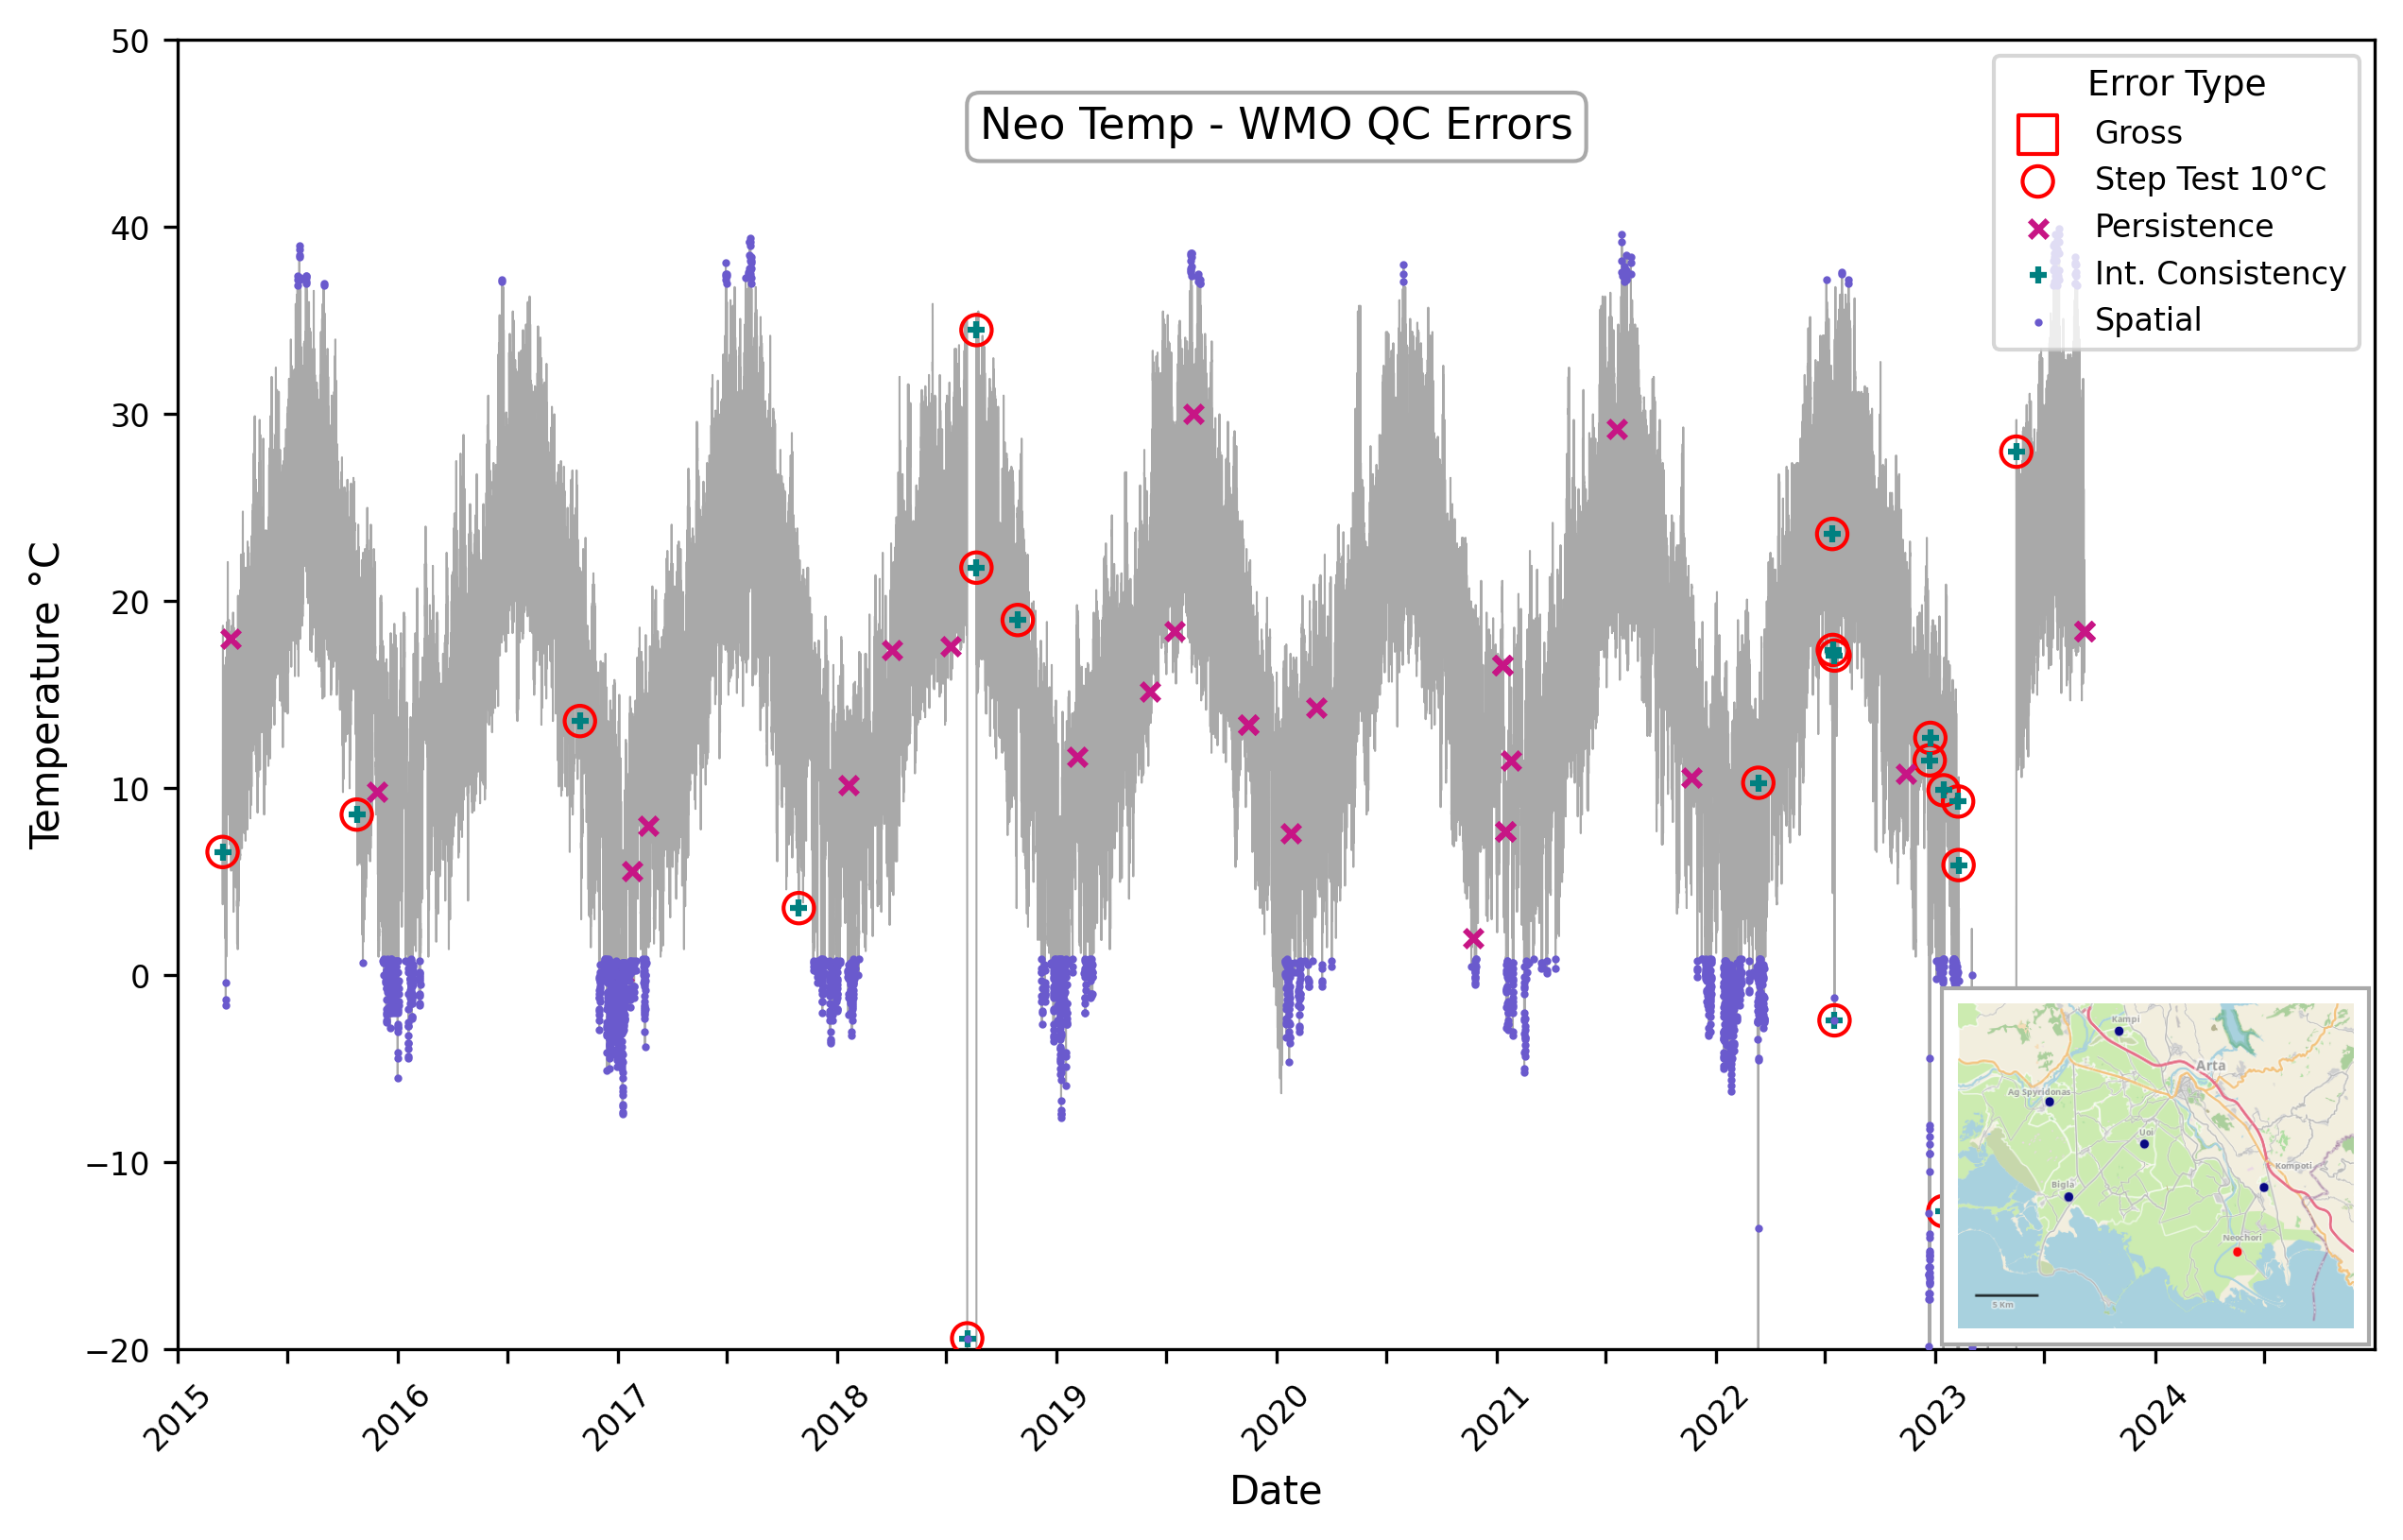 50
Neo Temp - WMO QC Errors
Error Type
Gross
Step Test 10°C
Persistence
Int. Consistency
Spatial
40
30
20
10
0
−10
−20
Temperature °C
Kampi
Arta
Ag Spyridonas
Uoi
Kompoti
Bigla
Neochori
5 Km
2015
2016
2017
2018
2019
2020
2021
2022
2023
2024
Date